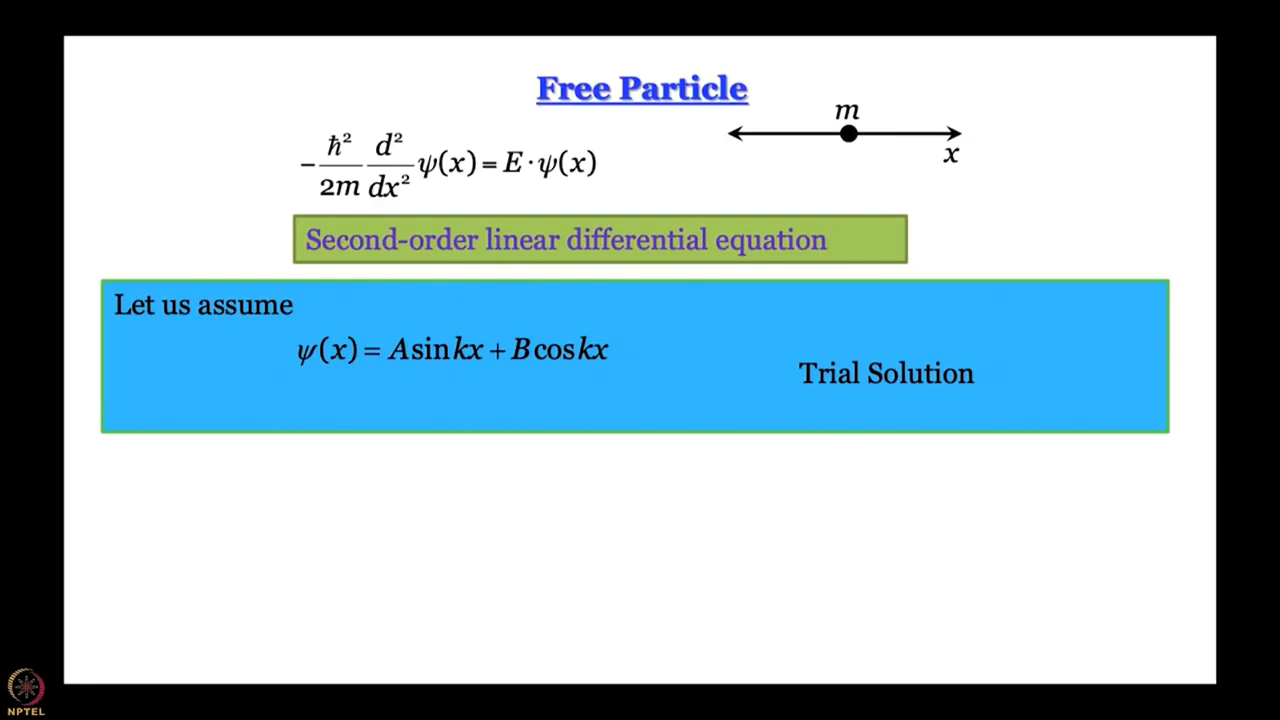 Free Particle
m
x
−ħ²/2m d²/dx² ψ(x) = E · ψ(x)
Second-order linear differential equation
Let us assume
ψ(x) = A sin kx + B cos kx
Trial Solution
NPTEL